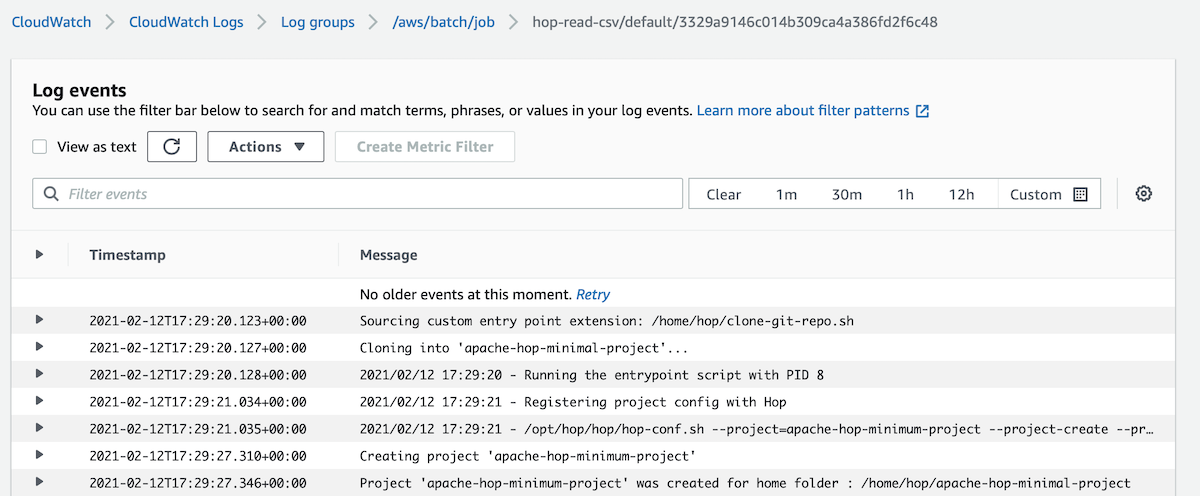 CloudWatch CloudWatch Logs Log groups /aws/batch/job hop-read-csv/default/3329a9146c014b309ca4a386fd2f6c48
Log events
You can use the filter bar below to search for and match terms, phrases, or values in your log events. Learn more about filter patterns
View as text Actions Create Metric Filter
Filter events Clear 1m 30m 1h 12h Custom
Timestamp Message
No older events at this moment. Retry
2021-02-12T17:29:20.123+00:00 Sourcing custom entry point extension: /home/hop/clone-git-repo.sh
2021-02-12T17:29:20.127+00:00 Cloning into 'apache-hop-minimal-project'...
2021-02-12T17:29:20.128+00:00 2021/02/12 17:29:20 - Running the entrypoint script with PID 8
2021-02-12T17:29:21.034+00:00 2021/02/12 17:29:21 - Registering project config with Hop
2021-02-12T17:29:21.035+00:00 2021/02/12 17:29:21 - /opt/hop/hop/hop-conf.sh --project=apache-hop-minimum-project --project-create --pr…
2021-02-12T17:29:27.310+00:00 Creating project 'apache-hop-minimum-project'
2021-02-12T17:29:27.346+00:00 Project 'apache-hop-minimum-project' was created for home folder : /home/hop/apache-hop-minimal-project